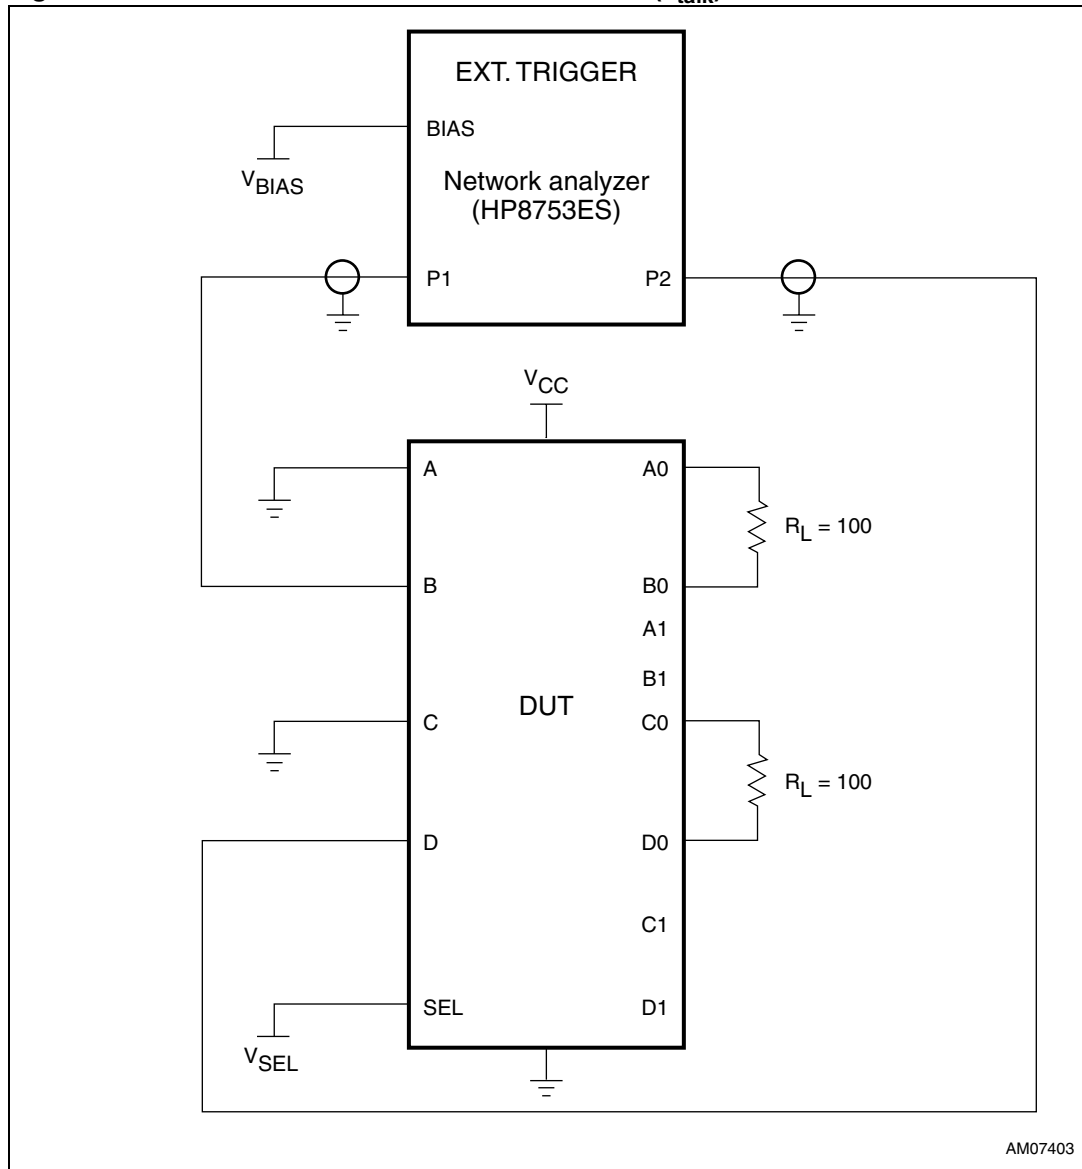 EXT. TRIGGER
BIAS
VBIAS
Network analyzer
(HP8753ES)
P1
P2
VCC
A
A0
RL = 100
B
B0
A1
B1
DUT
C
C0
RL = 100
D
D0
C1
SEL
D1
VSEL
AM07403